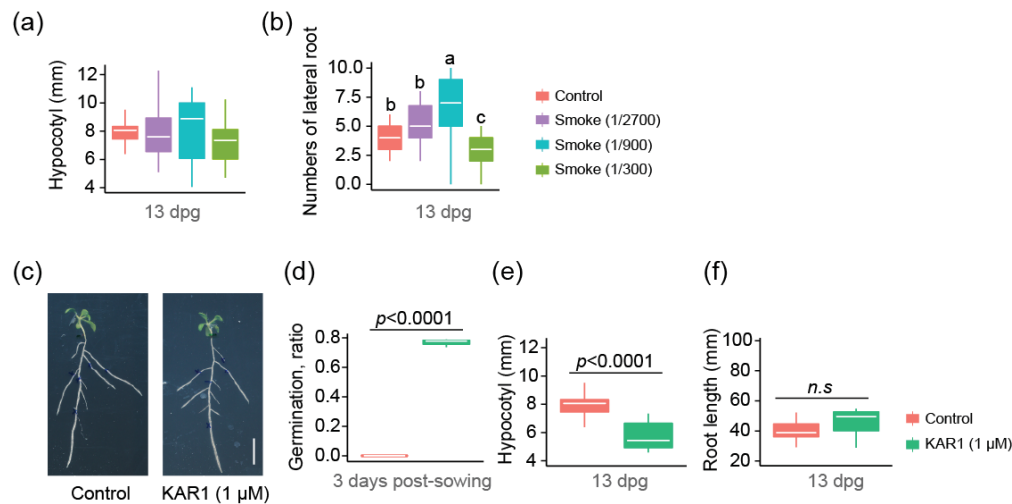 (a)
Hypocotyl (mm)
12
10
8
6
4
13 dpg
(b)
Numbers of lateral root
10.0
7.5
5.0
2.5
0.0
b
b
a
c
13 dpg
Control
Smoke (1/2700)
Smoke (1/900)
Smoke (1/300)
(c)
Control
KAR1 (1 μM)
(d)
Germination, ratio
0.8
0.6
0.4
0.2
0.0
p<0.0001
3 days post-sowing
(e)
Hypocotyl (mm)
12
10
8
6
4
p<0.0001
13 dpg
(f)
Root length (mm)
100
80
60
40
20
n.s
13 dpg
Control
KAR1 (1 μM)